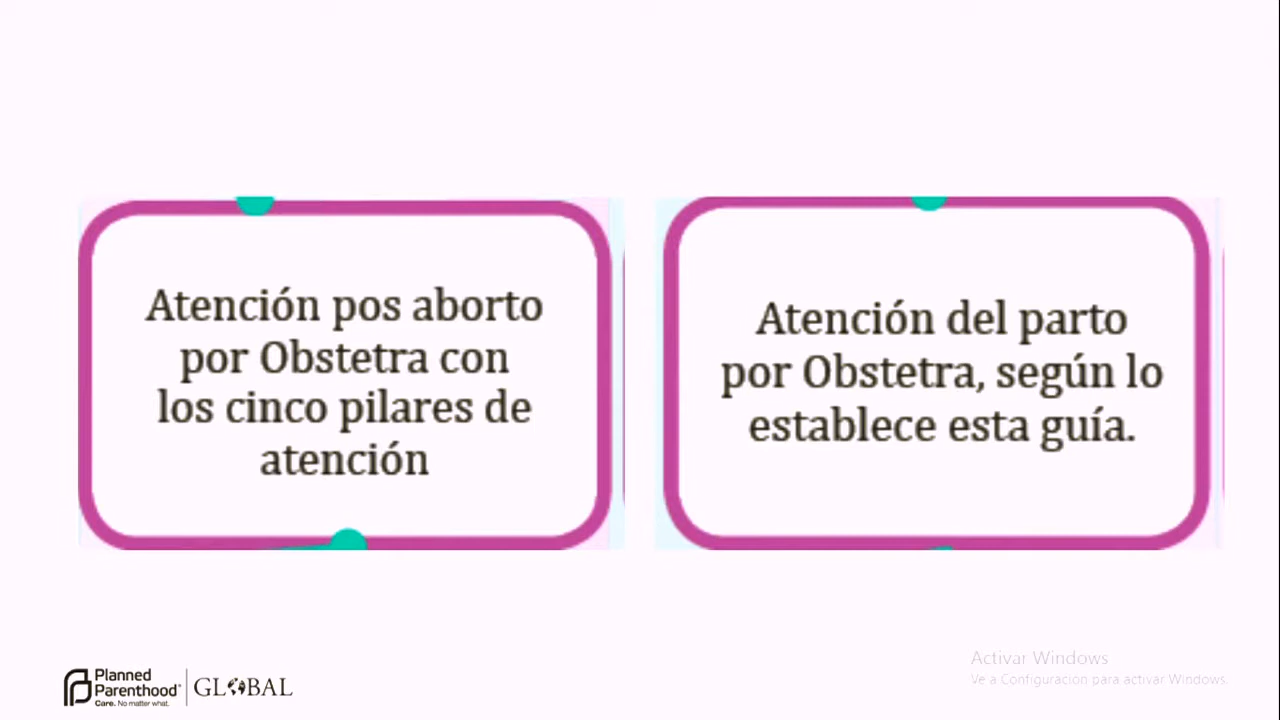 Atención pos aborto
por Obstetra con
los cinco pilares de
atención
Atención del parto
por Obstetra, según lo
establece esta guía.
Activar Windows
Ve a Configuración para activar Windows.
Planned
Parenthood®
Care. No matter what.
GLOBAL